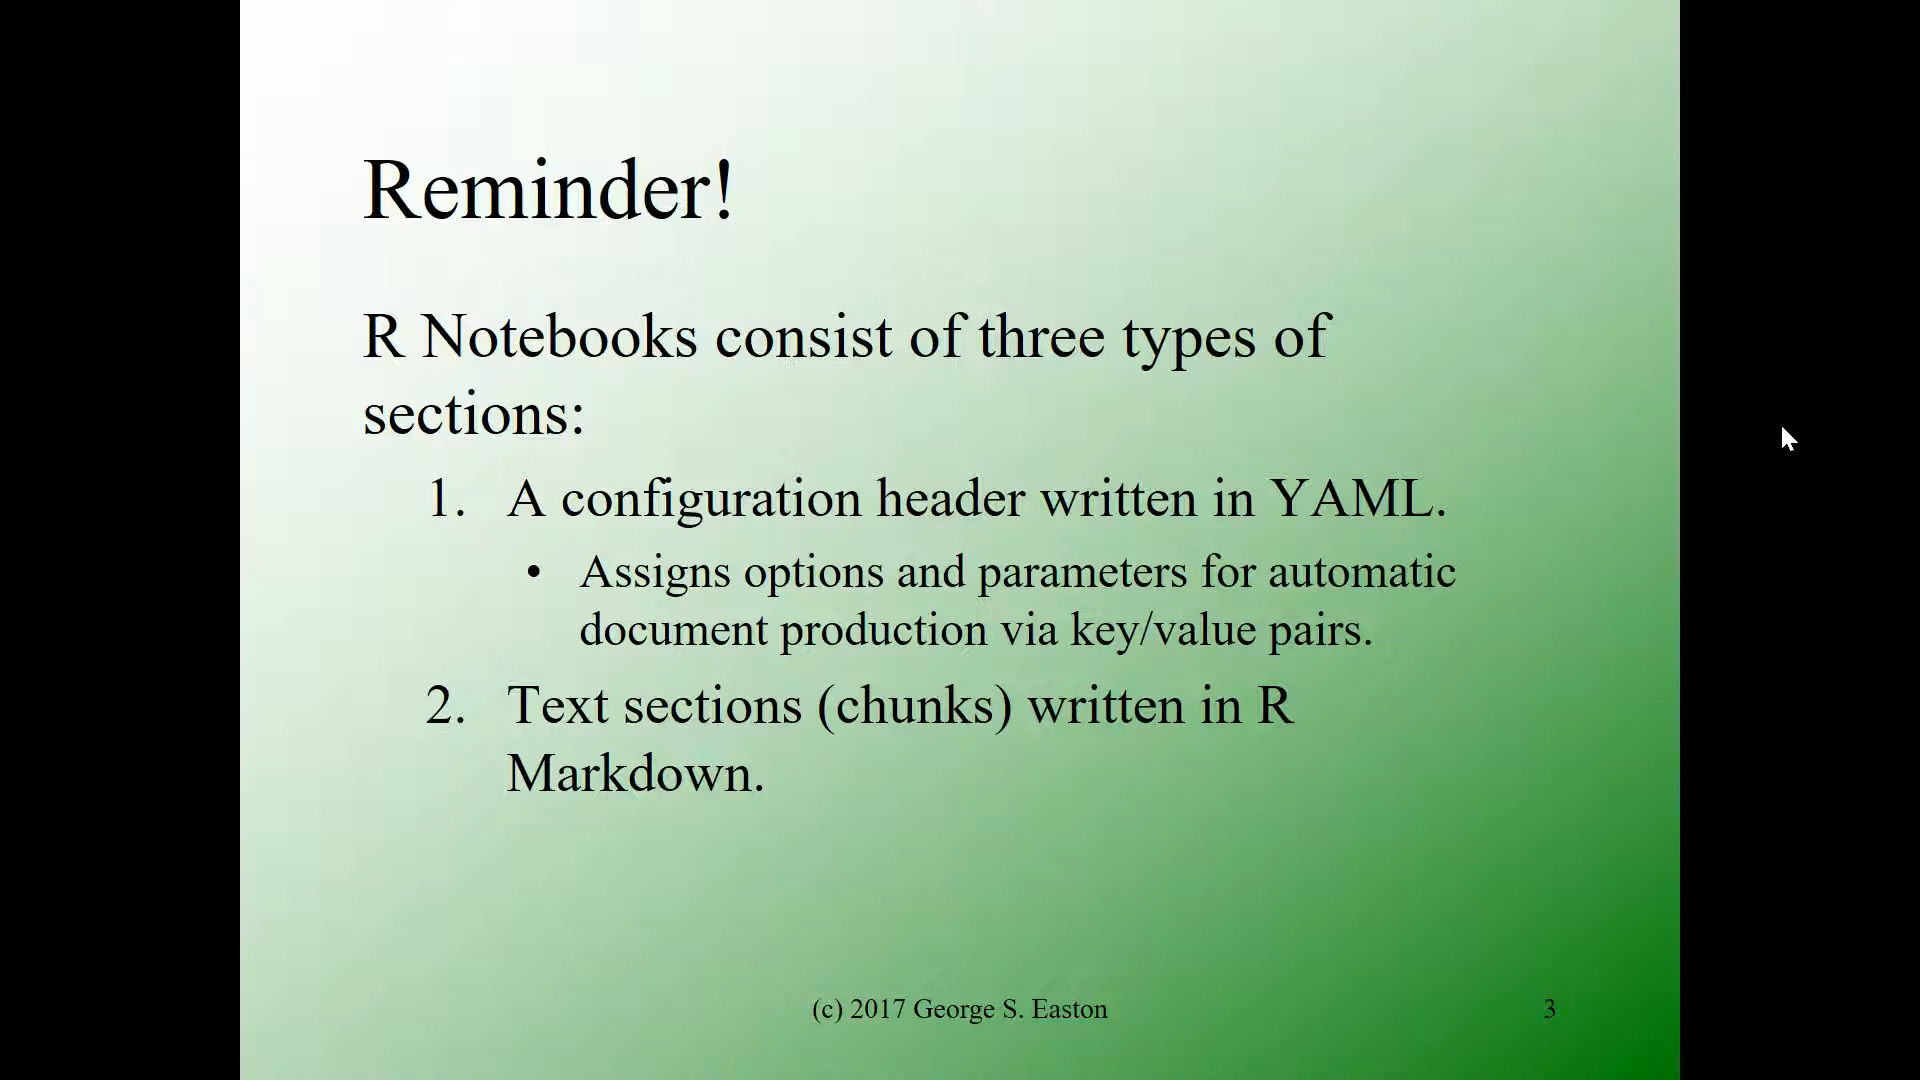 Reminder!
R Notebooks consist of three types of
sections:
1. A configuration header written in YAML.
• Assigns options and parameters for automatic
document production via key/value pairs.
2. Text sections (chunks) written in R
Markdown.
(c) 2017 George S. Easton
3